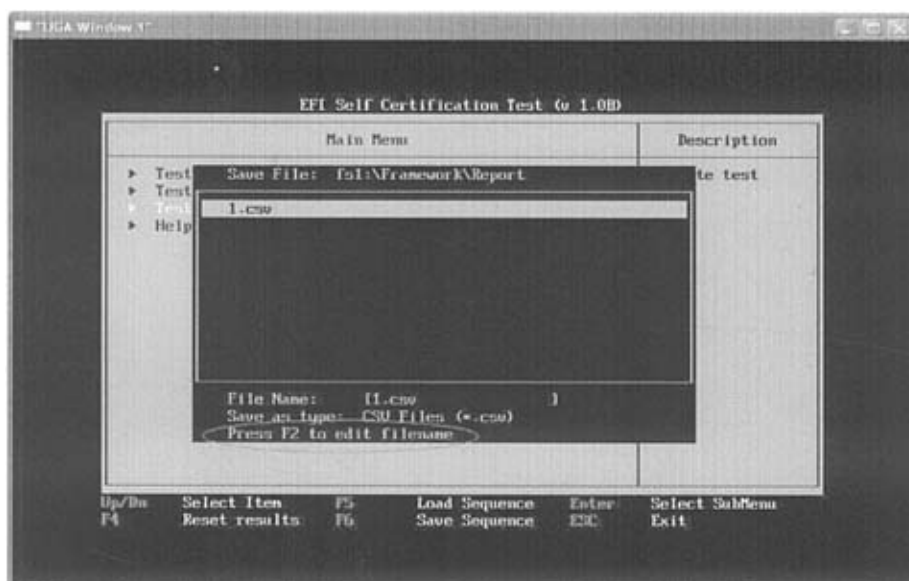 "UGA Window 1"
EFI Self Certification Test (v 1.0B)
Main Menu
Description
Test
Save File: fs1:\Framework\Report
te test
Test
Test
1.csv
Help
File Name: [1.csv ]
Save as type: CSV Files (*.csv)
Press F2 to edit filename
Up/Dn Select Item F5 Load Sequence Enter Select SubMenu
F4 Reset results F6 Save Sequence ESC Exit